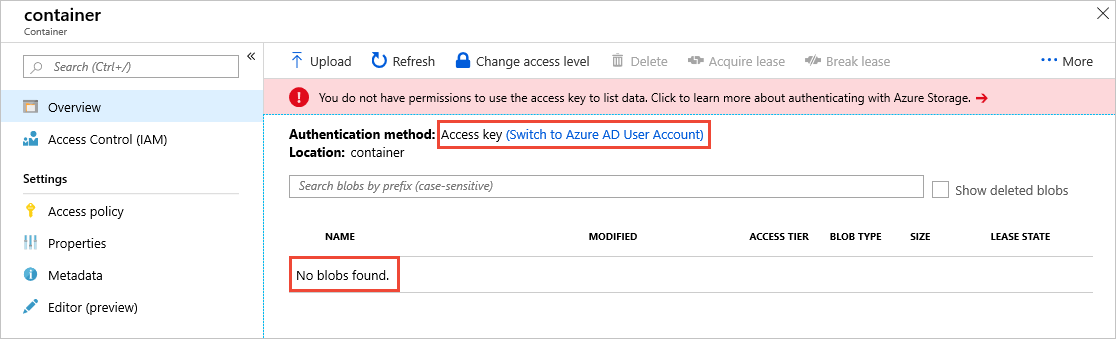 container
Container
Search (Ctrl+/)
Overview
Access Control (IAM)
Settings
Access policy
Properties
Metadata
Editor (preview)
Upload
Refresh
Change access level
Delete
Acquire lease
Break lease
More
You do not have permissions to use the access key to list data. Click to learn more about authenticating with Azure Storage.
Authentication method: Access key (Switch to Azure AD User Account)
Location: container
Search blobs by prefix (case-sensitive)
Show deleted blobs
NAME MODIFIED ACCESS TIER BLOB TYPE SIZE LEASE STATE
No blobs found.